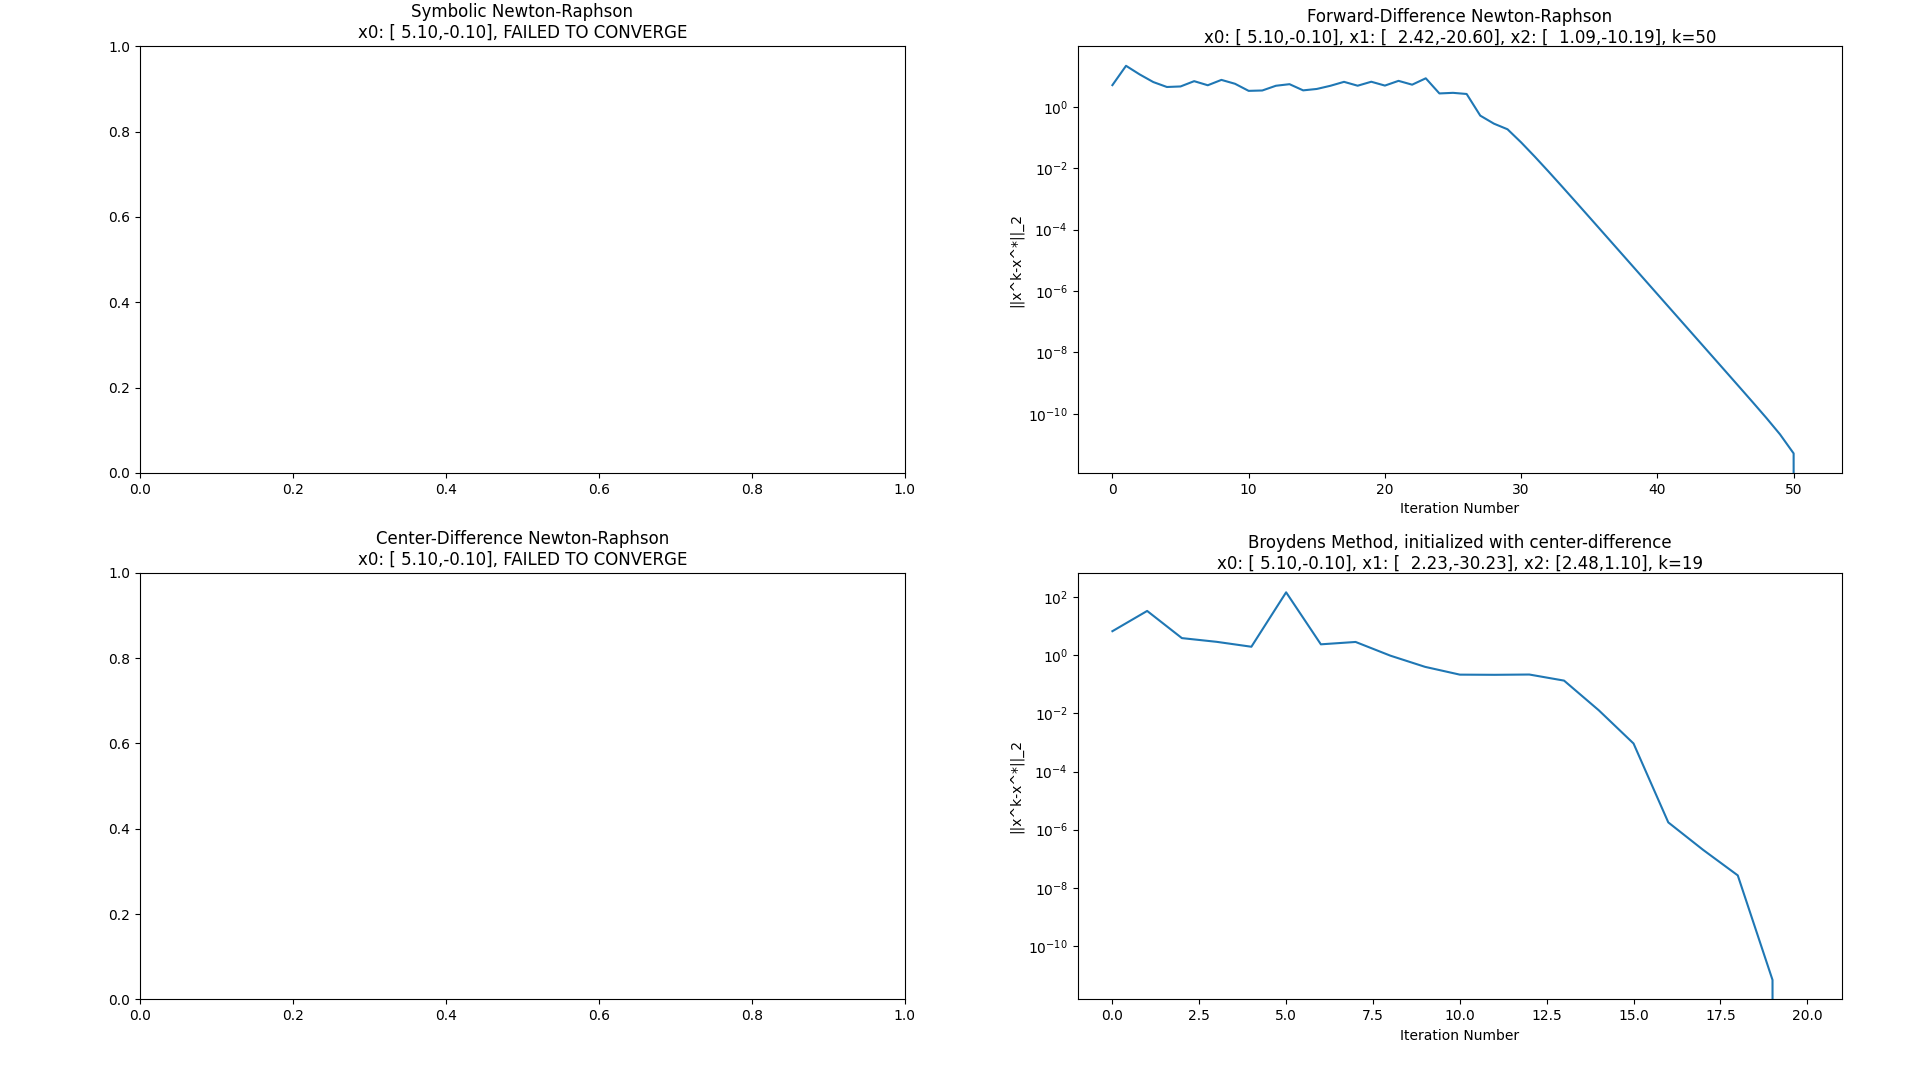 Symbolic Newton-Raphson
x0: [ 5.10,-0.10], FAILED TO CONVERGE
1.0
0.8
0.6
0.4
0.2
0.0
0.0 0.2 0.4 0.6 0.8 1.0
Forward-Difference Newton-Raphson
x0: [ 5.10,-0.10], x1: [  2.42,-20.60], x2: [  1.09,-10.19], k=50
||x^k-x^*||_2
10⁰
10⁻²
10⁻⁴
10⁻⁶
10⁻⁸
10⁻¹⁰
0 10 20 30 40 50
Iteration Number
Center-Difference Newton-Raphson
x0: [ 5.10,-0.10], FAILED TO CONVERGE
1.0
0.8
0.6
0.4
0.2
0.0
0.0 0.2 0.4 0.6 0.8 1.0
Broydens Method, initialized with center-difference
x0: [ 5.10,-0.10], x1: [  2.23,-30.23], x2: [2.48,1.10], k=19
||x^k-x^*||_2
10²
10⁰
10⁻²
10⁻⁴
10⁻⁶
10⁻⁸
10⁻¹⁰
0.0 2.5 5.0 7.5 10.0 12.5 15.0 17.5 20.0
Iteration Number